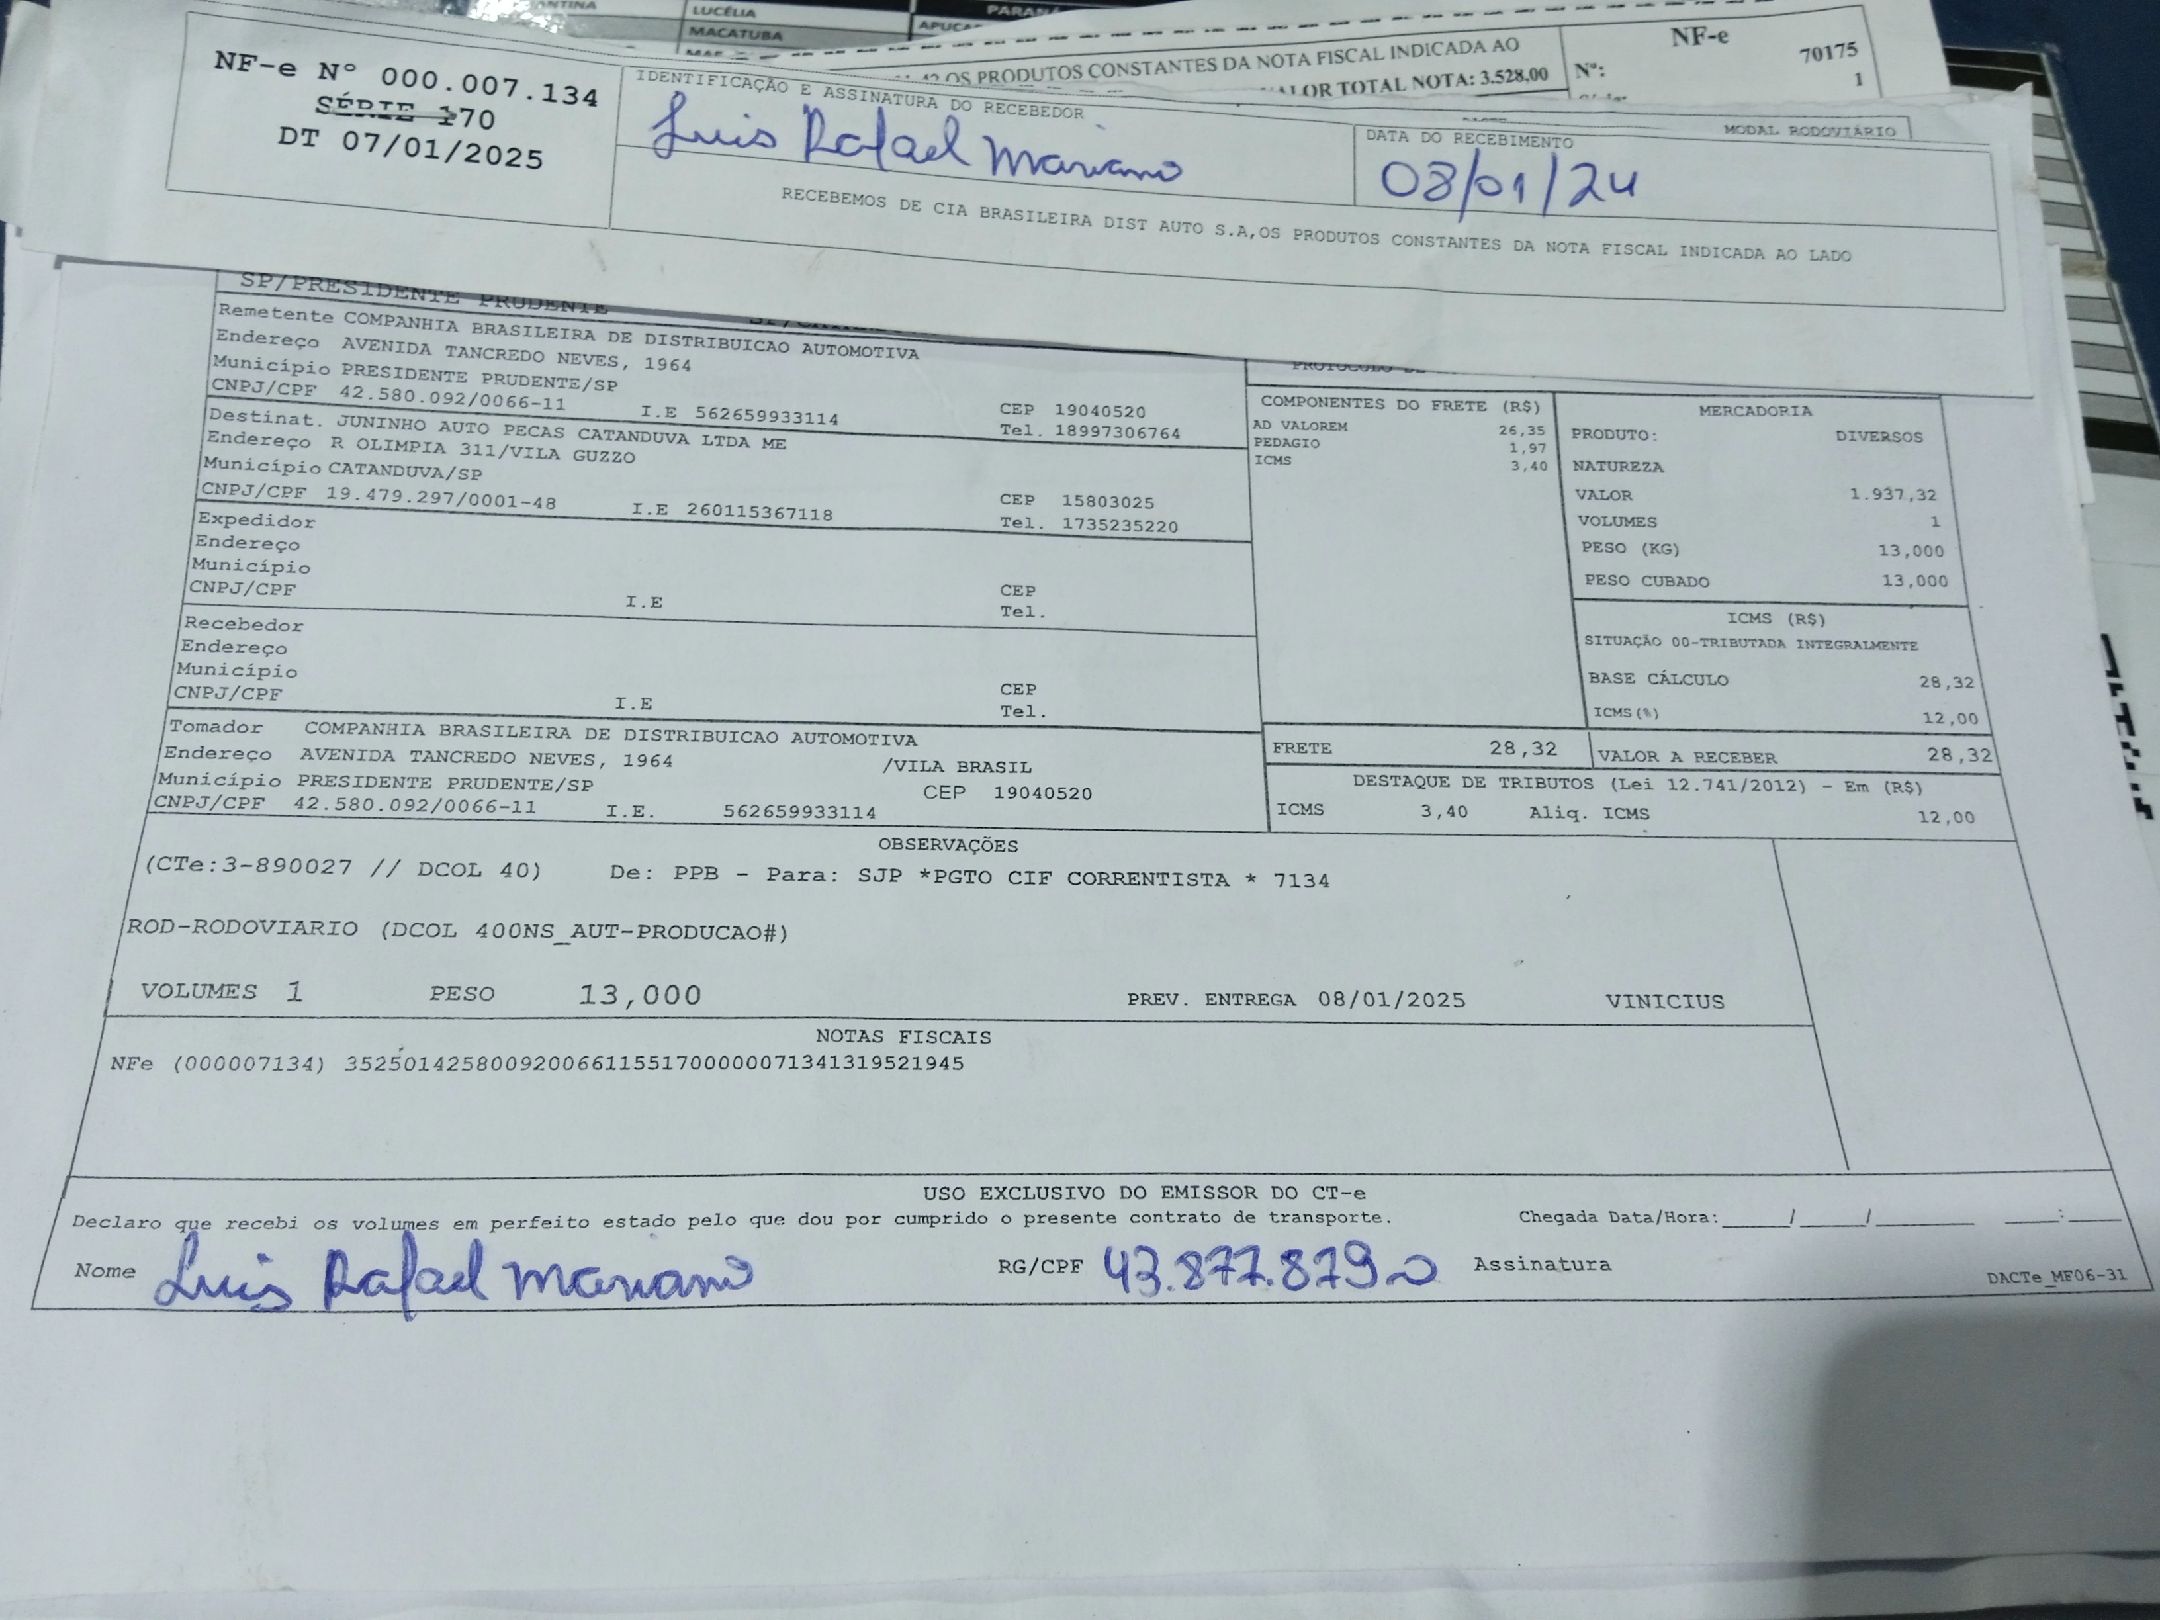 LUCÉLIA
MACATUBA
NF-e
Nº: 70175
1
OS PRODUTOS CONSTANTES DA NOTA FISCAL INDICADA AO
VALOR TOTAL NOTA: 3.528,00
MODAL RODOVIÁRIO
NF-e Nº 000.007.134
SÉRIE 170
DT 07/01/2025
IDENTIFICAÇÃO E ASSINATURA DO RECEBEDOR
Luis Rafael Mariano
DATA DO RECEBIMENTO
08/01/24
RECEBEMOS DE CIA BRASILEIRA DIST AUTO S.A,OS PRODUTOS CONSTANTES DA NOTA FISCAL INDICADA AO LADO
SP/PRESIDENTE PRUDENTE
Remetente COMPANHIA BRASILEIRA DE DISTRIBUICAO AUTOMOTIVA
Endereço AVENIDA TANCREDO NEVES, 1964
Município PRESIDENTE PRUDENTE/SP
CEP 19040520
CNPJ/CPF 42.580.092/0066-11 I.E 562659933114 Tel. 18997306764
Destinat. JUNINHO AUTO PECAS CATANDUVA LTDA ME
Endereço R OLIMPIA 311/VILA GUZZO
Município CATANDUVA/SP CEP 15803025
CNPJ/CPF 19.479.297/0001-48 I.E 260115367118 Tel. 1735235220
Expedidor
Endereço
Município CEP
CNPJ/CPF I.E Tel.
Recebedor
Endereço
Município CEP
CNPJ/CPF I.E Tel.
Tomador COMPANHIA BRASILEIRA DE DISTRIBUICAO AUTOMOTIVA
Endereço AVENIDA TANCREDO NEVES, 1964 /VILA BRASIL
Município PRESIDENTE PRUDENTE/SP CEP 19040520
CNPJ/CPF 42.580.092/0066-11 I.E. 562659933114
COMPONENTES DO FRETE (R$)
AD VALOREM 26,35
PEDAGIO 1,97
ICMS 3,40
MERCADORIA
PRODUTO: DIVERSOS
NATUREZA
VALOR 1.937,32
VOLUMES 1
PESO (KG) 13,000
PESO CUBADO 13,000
ICMS (R$)
SITUAÇÃO 00-TRIBUTADA INTEGRALMENTE
BASE CÁLCULO 28,32
ICMS(%) 12,00
FRETE 28,32 VALOR A RECEBER 28,32
DESTAQUE DE TRIBUTOS (Lei 12.741/2012) - Em (R$)
ICMS 3,40 Aliq. ICMS 12,00
OBSERVAÇÕES
(CTe:3-890027 // DCOL 40) De: PPB - Para: SJP *PGTO CIF CORRENTISTA * 7134
ROD-RODOVIARIO (DCOL 400NS_AUT-PRODUCAO#)
VOLUMES 1 PESO 13,000 PREV. ENTREGA 08/01/2025 VINICIUS
NOTAS FISCAIS
NFe (000007134) 35250142580092006611551700000071341319521945
USO EXCLUSIVO DO EMISSOR DO CT-e
Declaro que recebi os volumes em perfeito estado pelo que dou por cumprido o presente contrato de transporte. Chegada Data/Hora:_____/_____/_________ ____:_____
Nome Luis Rafael Mariano RG/CPF 43.877.879-0 Assinatura
DACTe_MF06-31